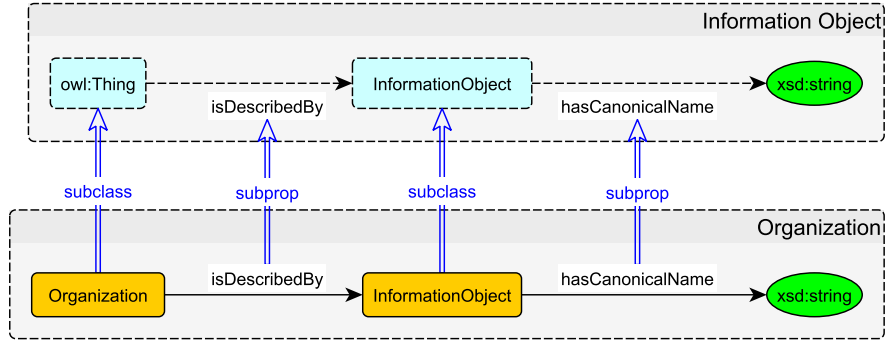 Information Object
owl:Thing
InformationObject
xsd:string
isDescribedBy
hasCanonicalName
subclass
subprop
subclass
subprop
Organization
isDescribedBy
hasCanonicalName
Organization
InformationObject
xsd:string